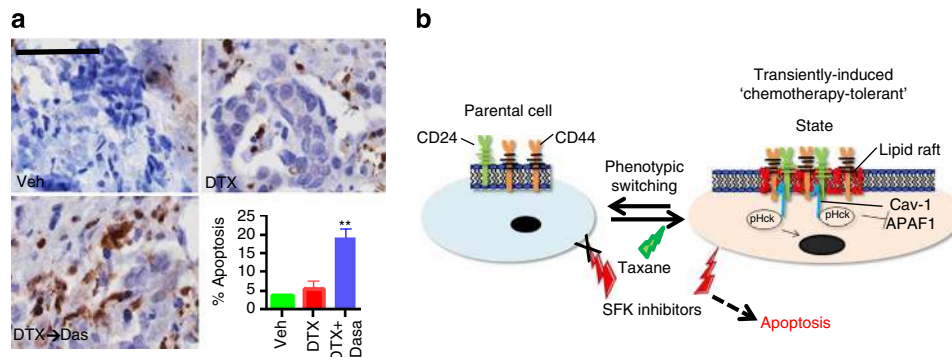 a
Veh
DTX
DTX→Das
% Apoptosis
25
20
15
10
5
0
**
Veh
DTX
DTX+
Dasa
b
Parental cell
CD24
CD44
Phenotypic
switching
Taxane
SFK inhibitors
Transiently-induced
'chemotherapy-tolerant'
State
Lipid raft
Cav-1
APAF1
pHck
pHck
Apoptosis